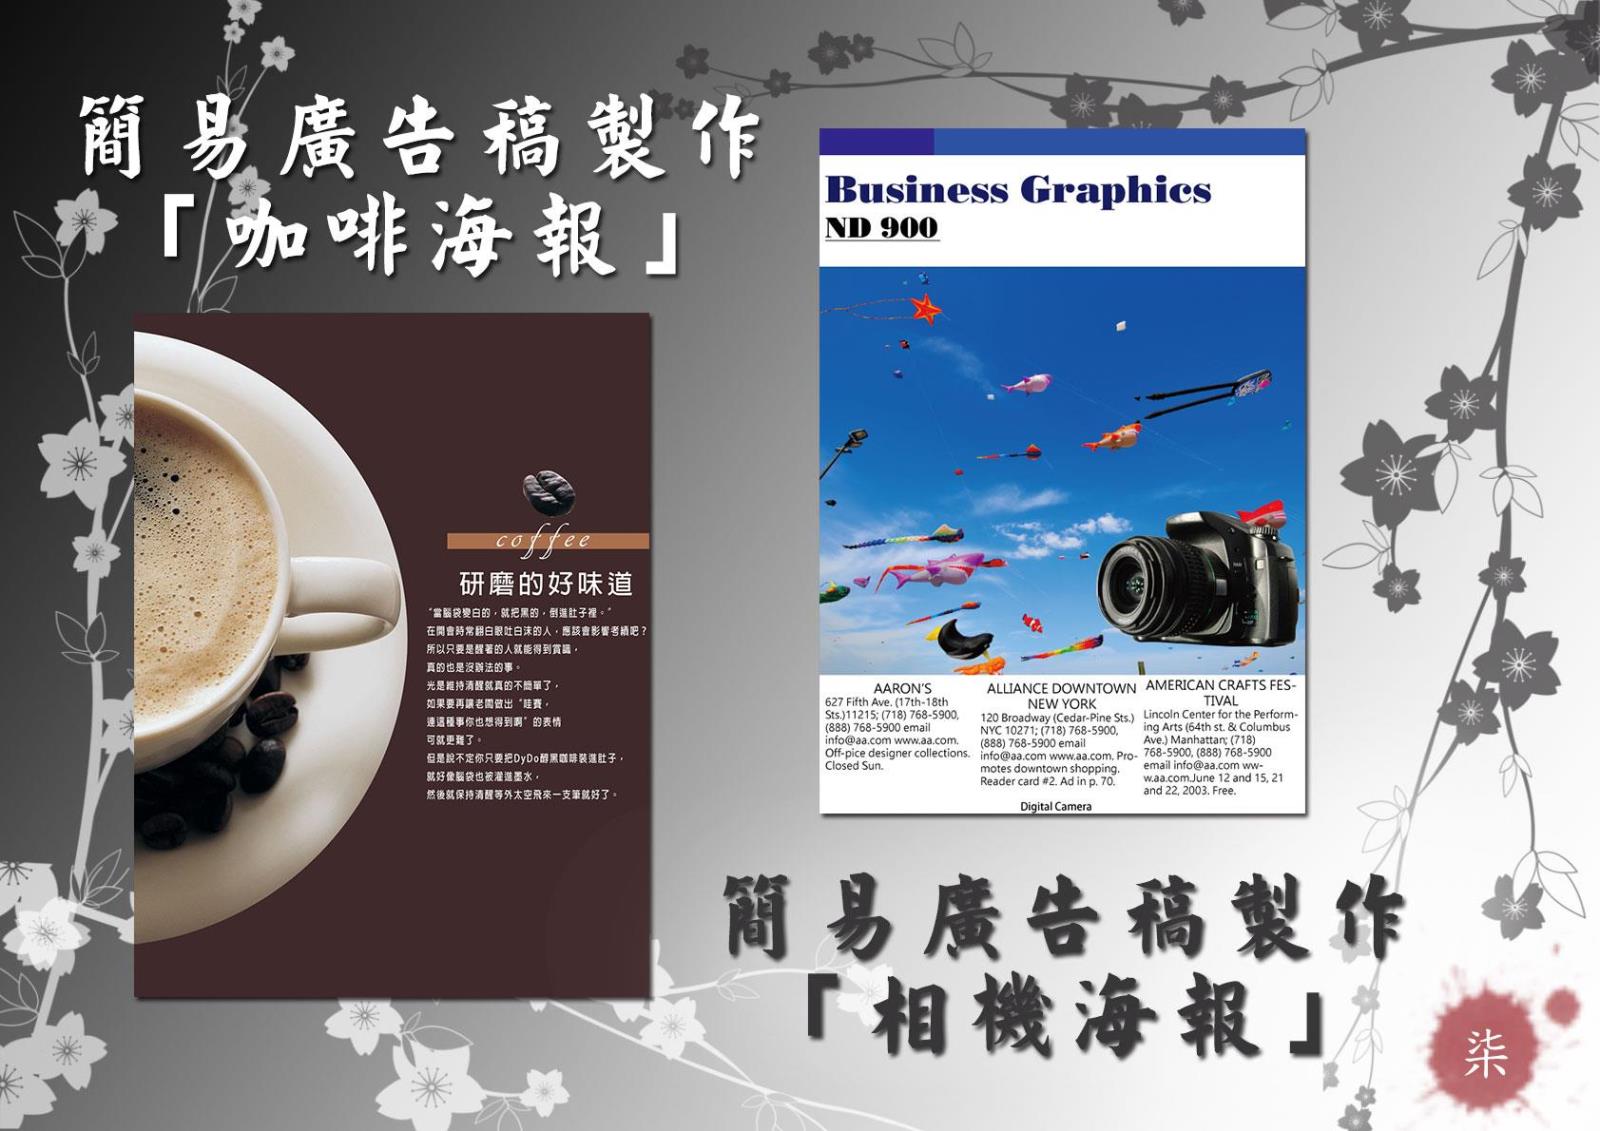 簡易廣告稿製作
「咖啡海報」
coffee
研磨的好味道
“當腦袋變白的，就把黑的，倒進肚子裡。”
在開會時常翻白眼吐白沫的人，應該會影響考績吧？
所以只要是醒著的人就能得到賞識，
真的也是沒辦法的事。
光是維持清醒就真的不簡單了，
如果要再讓老闆做出“哇賽，
連這種事你也想得到啊”的表情
可就更難了。
但是說不定你只要把DyDo醇黑咖啡裝進肚子，
就好像腦袋也被灌進墨水，
然後就保持清醒等外太空飛來一支筆就好了。
Business Graphics
ND 900
AARON'S
627 Fifth Ave. (17th-18th
Sts.)11215; (718) 768-5900,
(888) 768-5900 email
info@aa.com www.aa.com.
Off-pice designer collections.
Closed Sun.
ALLIANCE DOWNTOWN
NEW YORK
120 Broadway (Cedar-Pine Sts.)
NYC 10271; (718) 768-5900,
(888) 768-5900 email
info@aa.com www.aa.com. Pro-
motes downtown shopping.
Reader card #2. Ad in p. 70.
AMERICAN CRAFTS FES-
TIVAL
Lincoln Center for the Perform-
ing Arts (64th st. & Columbus
Ave.) Manhattan; (718)
768-5900, (888) 768-5900
email info@aa.com ww-
w.aa.com.June 12 and 15, 21
and 22, 2003. Free.
Digital Camera
簡易廣告稿製作
「相機海報」
柒